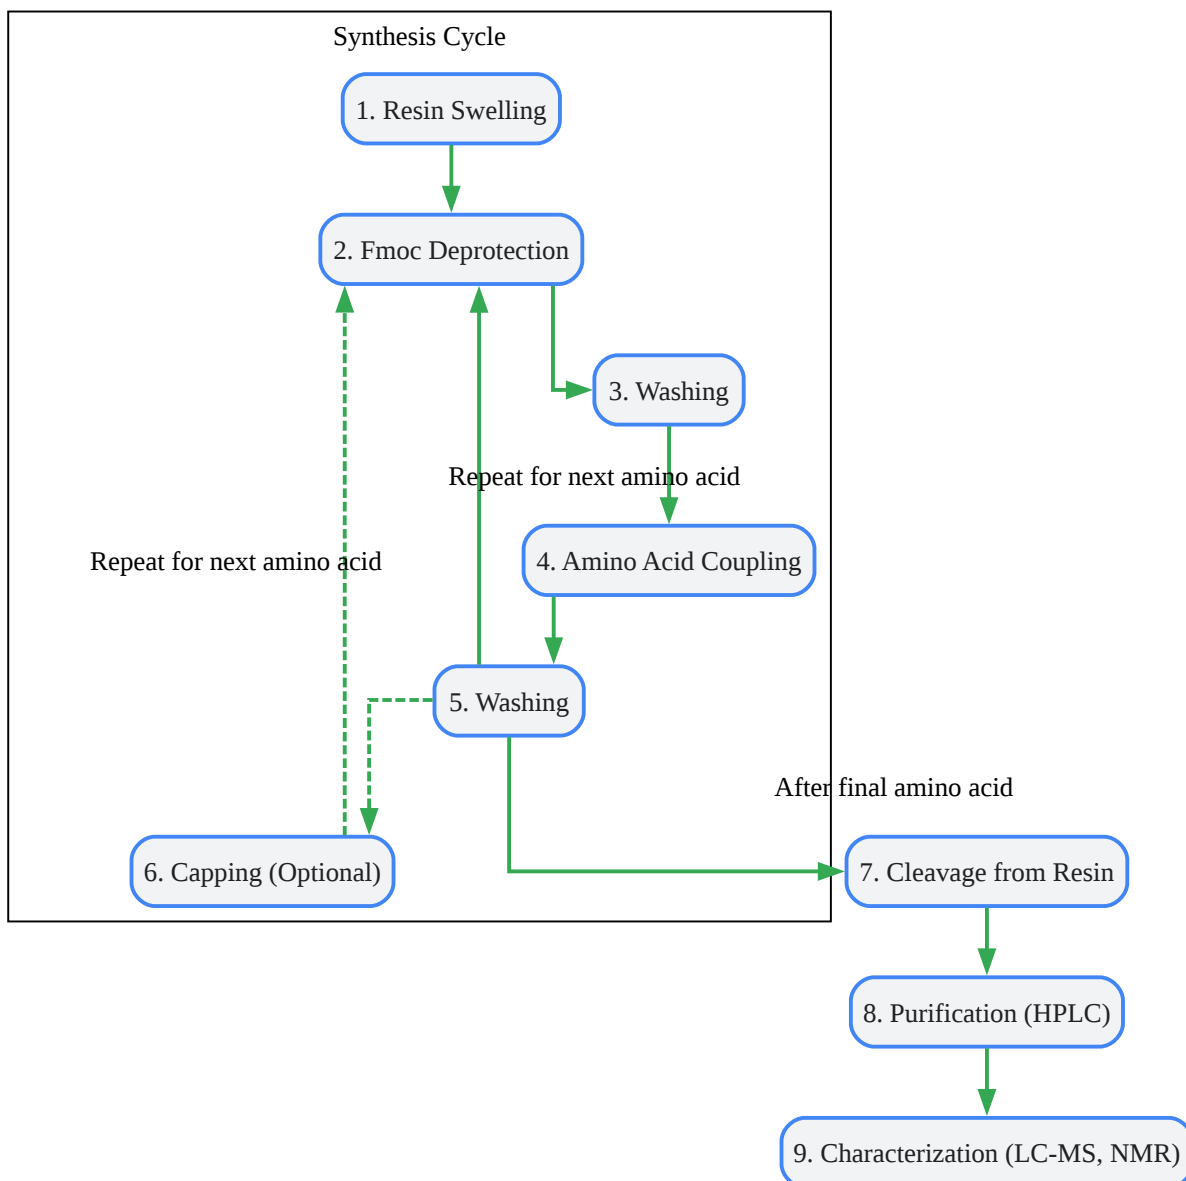 Synthesis Cycle
1. Resin Swelling
2. Fmoc Deprotection
3. Washing
Repeat for next amino acid
4. Amino Acid Coupling
Repeat for next amino acid
5. Washing
After final amino acid
6. Capping (Optional)
7. Cleavage from Resin
8. Purification (HPLC)
9. Characterization (LC-MS, NMR)